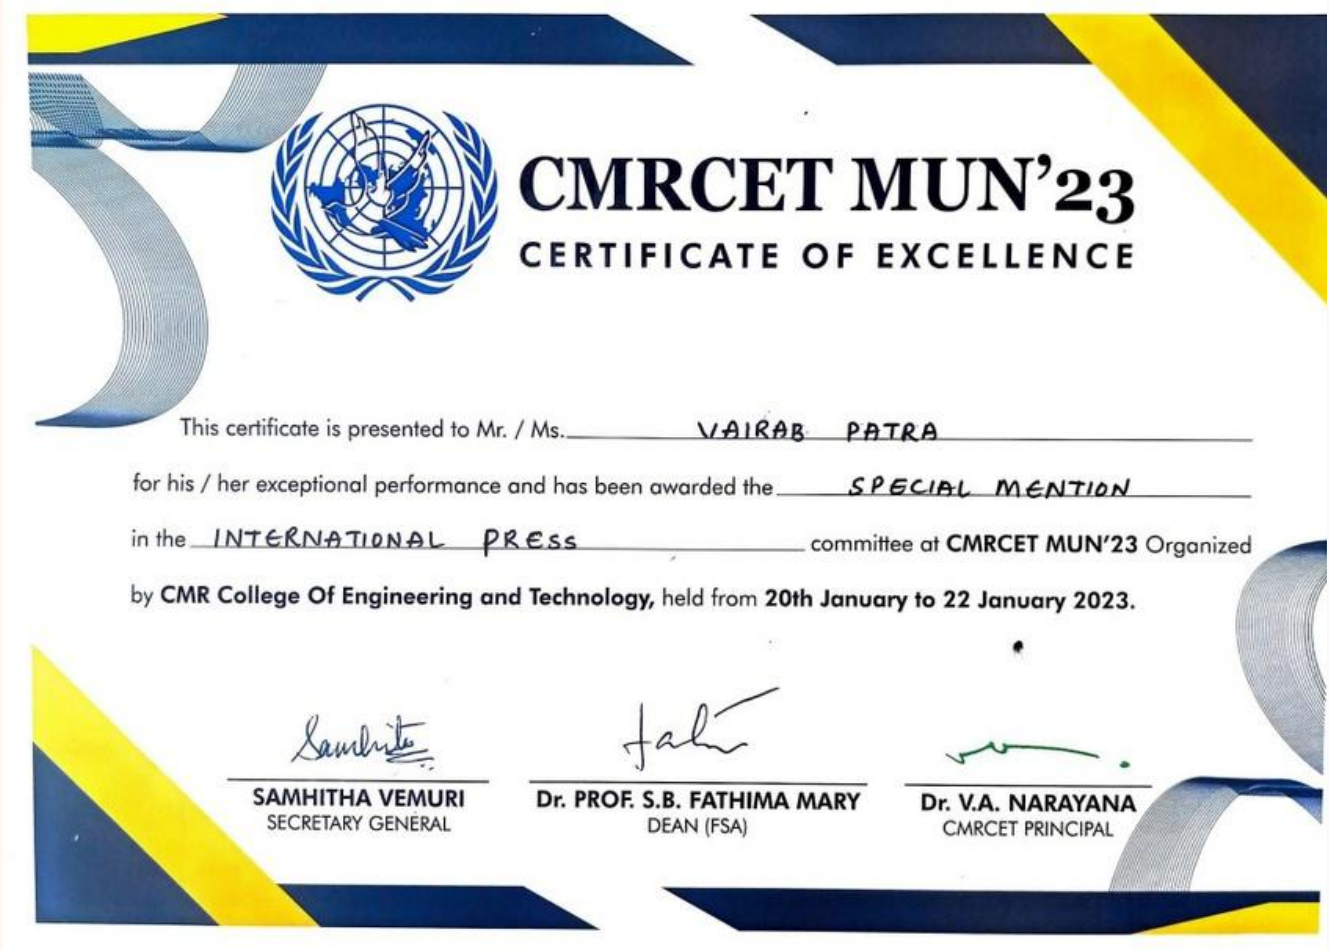 CMRCET MUN’23
CERTIFICATE OF EXCELLENCE
This certificate is presented to Mr. / Ms. VAIRAB PATRA
for his / her exceptional performance and has been awarded the SPECIAL MENTION
in the INTERNATIONAL PRESS committee at CMRCET MUN’23 Organized
by CMR College Of Engineering and Technology, held from 20th January to 22 January 2023.
Samhita
SAMHITHA VEMURI
SECRETARY GENERAL
Dr. PROF. S.B. FATHIMA MARY
DEAN (FSA)
Dr. V.A. NARAYANA
CMRCET PRINCIPAL